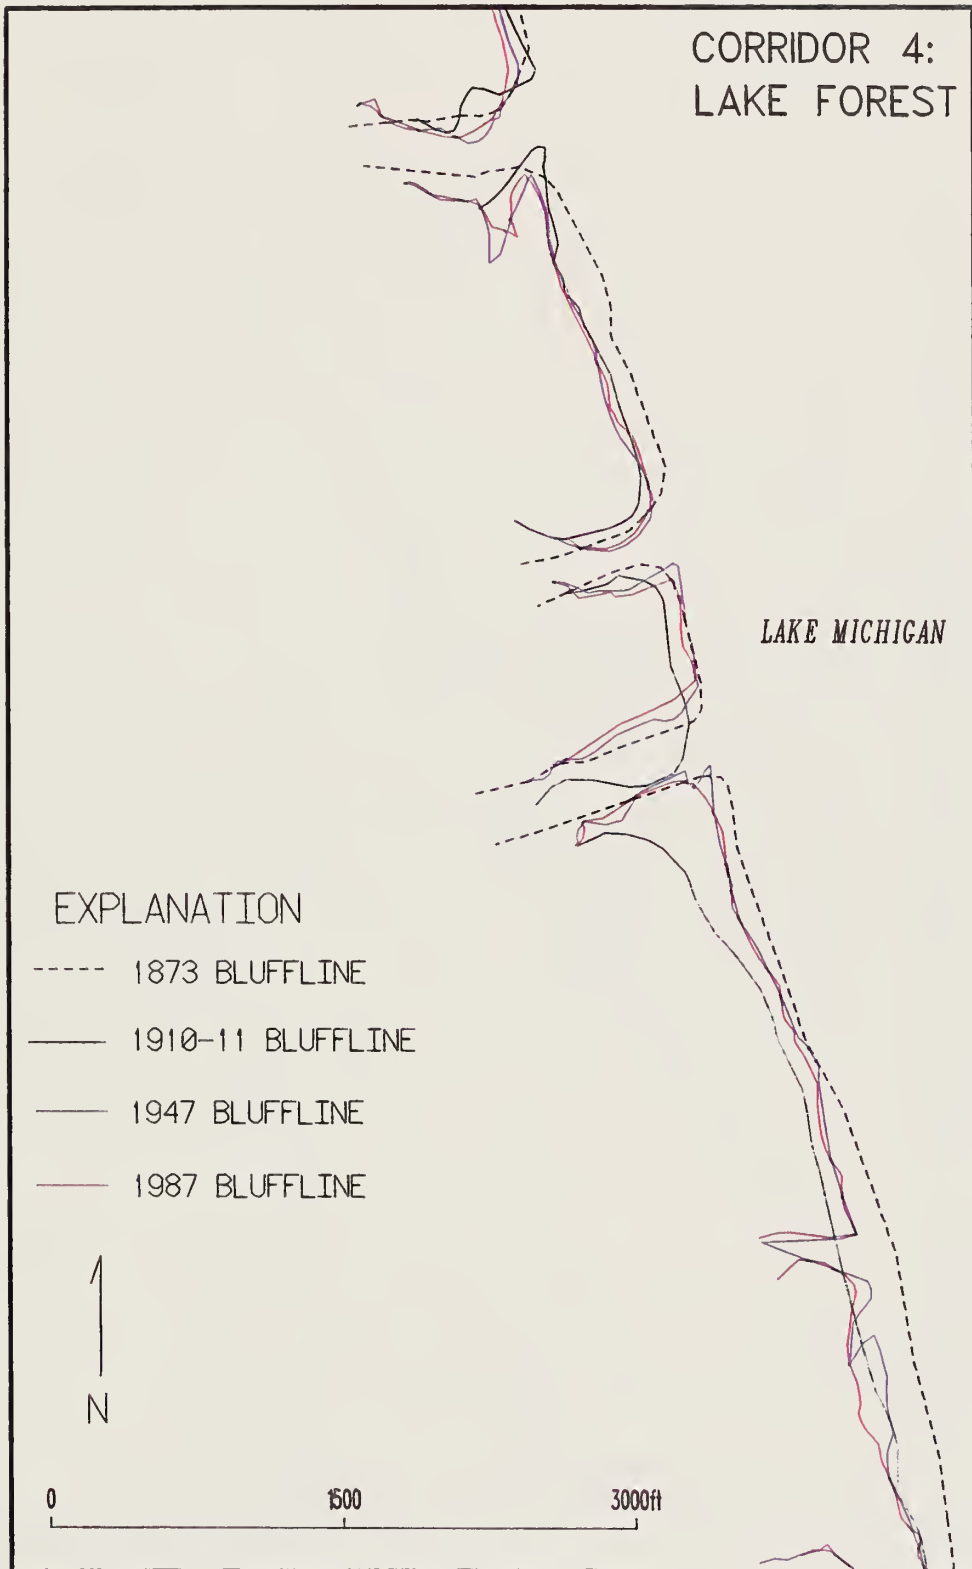 CORRIDOR 4:
LAKE FOREST
LAKE MICHIGAN
EXPLANATION
1873 BLUFFLINE
1910-11 BLUFFLINE
1947 BLUFFLINE
1987 BLUFFLINE
N
0 1500 3000ft